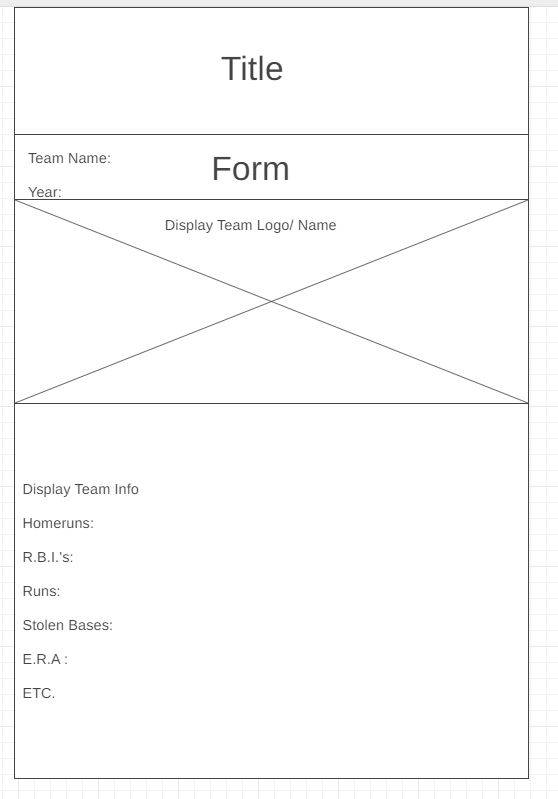 Title
Team Name:
Form
Year:
Display Team Logo/ Name
Display Team Info
Homeruns:
R.B.I.'s:
Runs:
Stolen Bases:
E.R.A :
ETC.